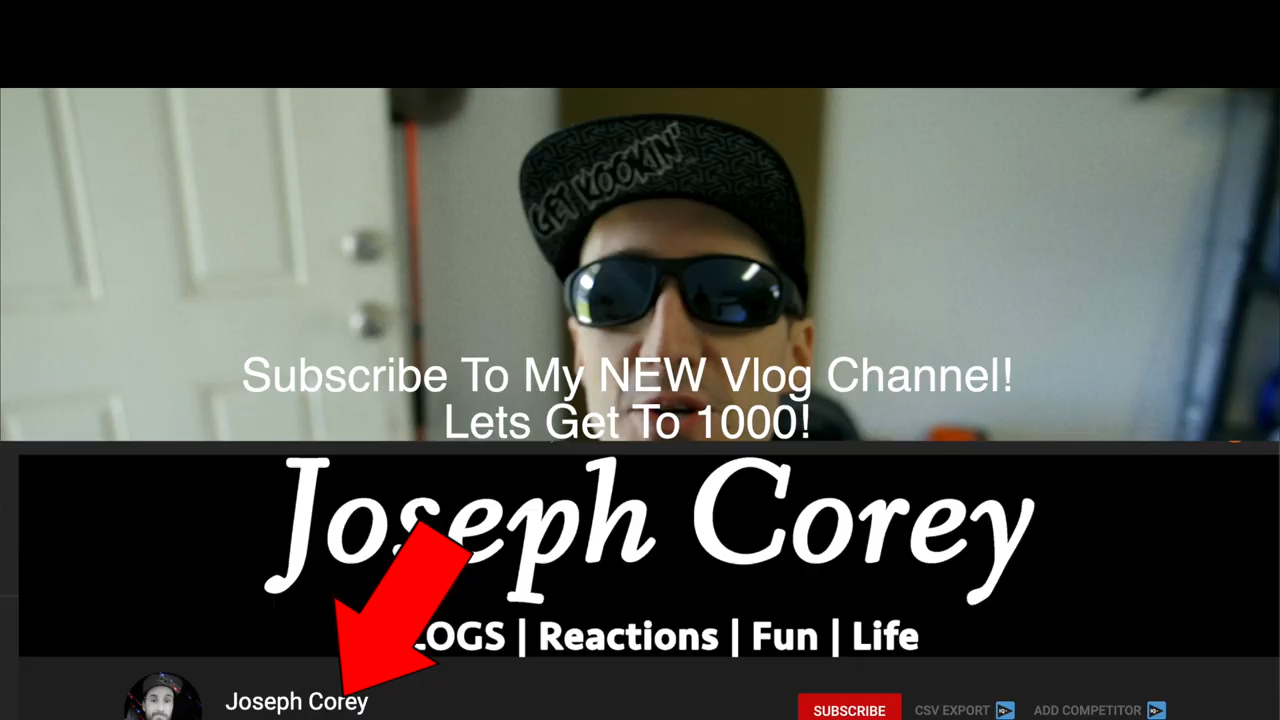 GET KOOKIN'
Subscribe To My NEW Vlog Channel!
Lets Get To 1000!
Joseph Corey
LOGS | Reactions | Fun | Life
Joseph Corey
SUBSCRIBE
CSV EXPORT
ADD COMPETITOR